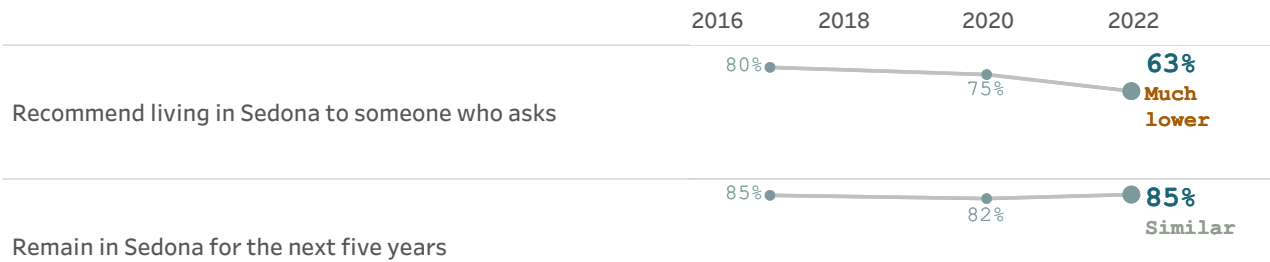 2016 2018 2020 2022
80% 75% 63%
Much
lower
Recommend living in Sedona to someone who asks
85% 82% 85%
Similar
Remain in Sedona for the next five years